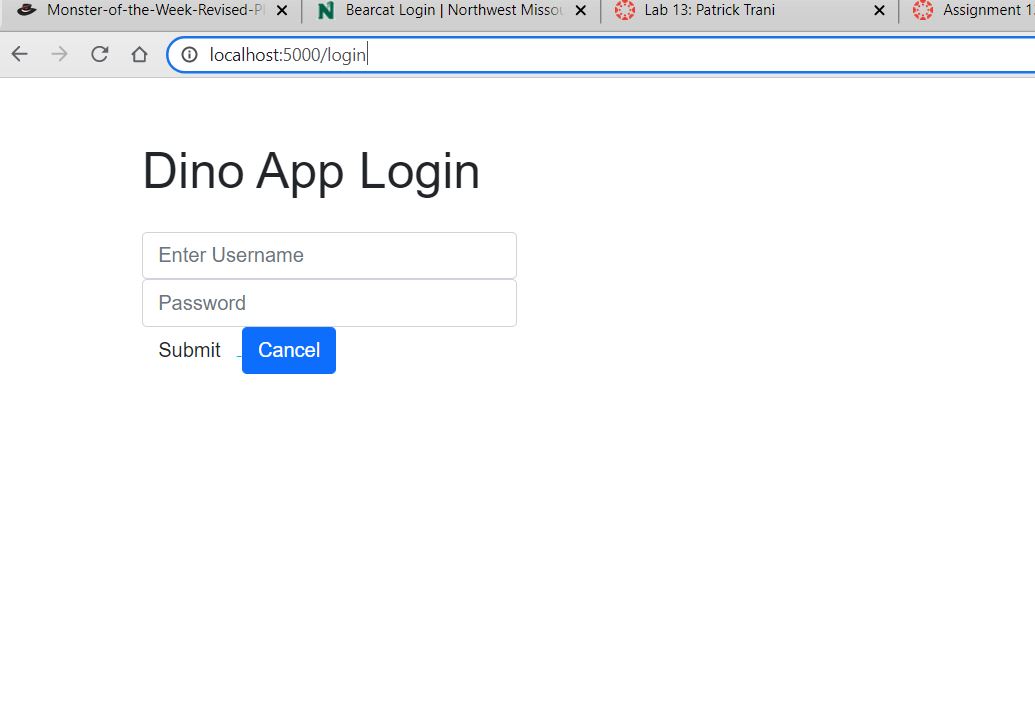 Monster-of-the-Week-Revised-Pl
Bearcat Login | Northwest Missou
Lab 13: Patrick Trani
Assignment 1
localhost:5000/login
Dino App Login
Enter Username
Password
Submit Cancel